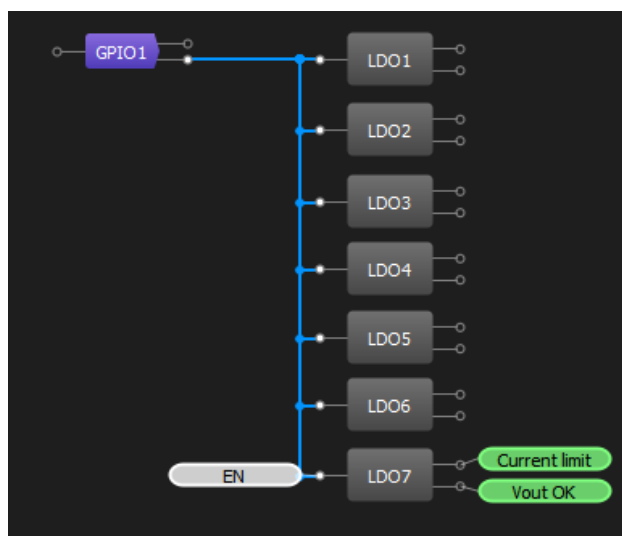 GPIO1
LDO1
LDO2
LDO3
LDO4
LDO5
LDO6
EN
LDO7
Current limit
Vout OK